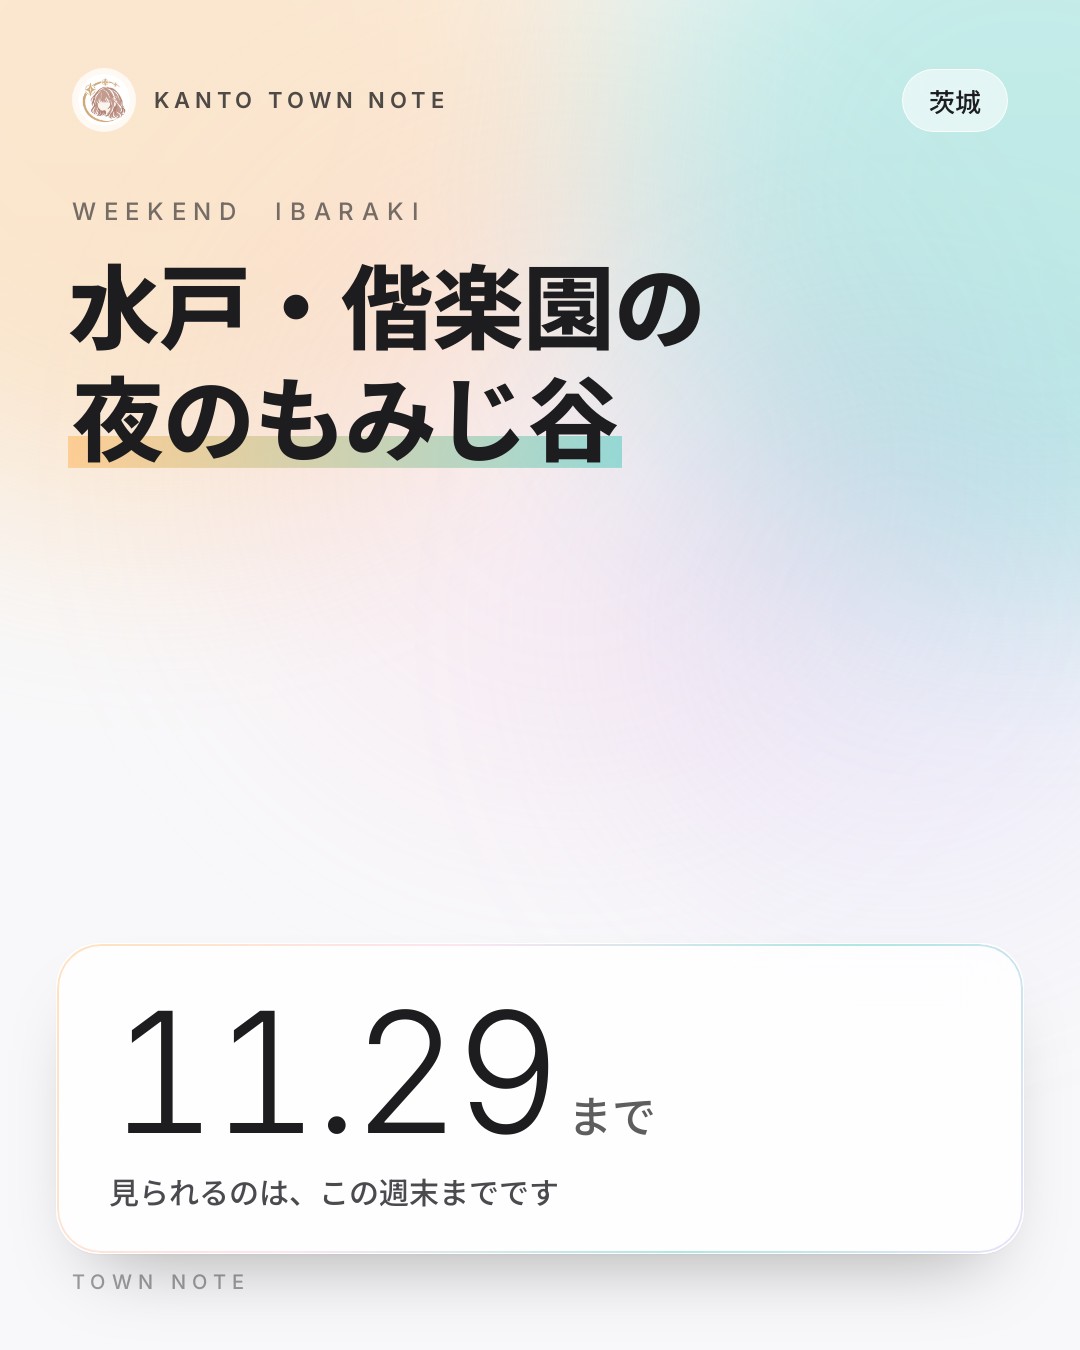 KANTO TOWN NOTE
茨城
WEEKEND IBARAKI
水戸・偕楽園の
夜のもみじ谷
11.29 まで
見られるのは、この週末までです
TOWN NOTE